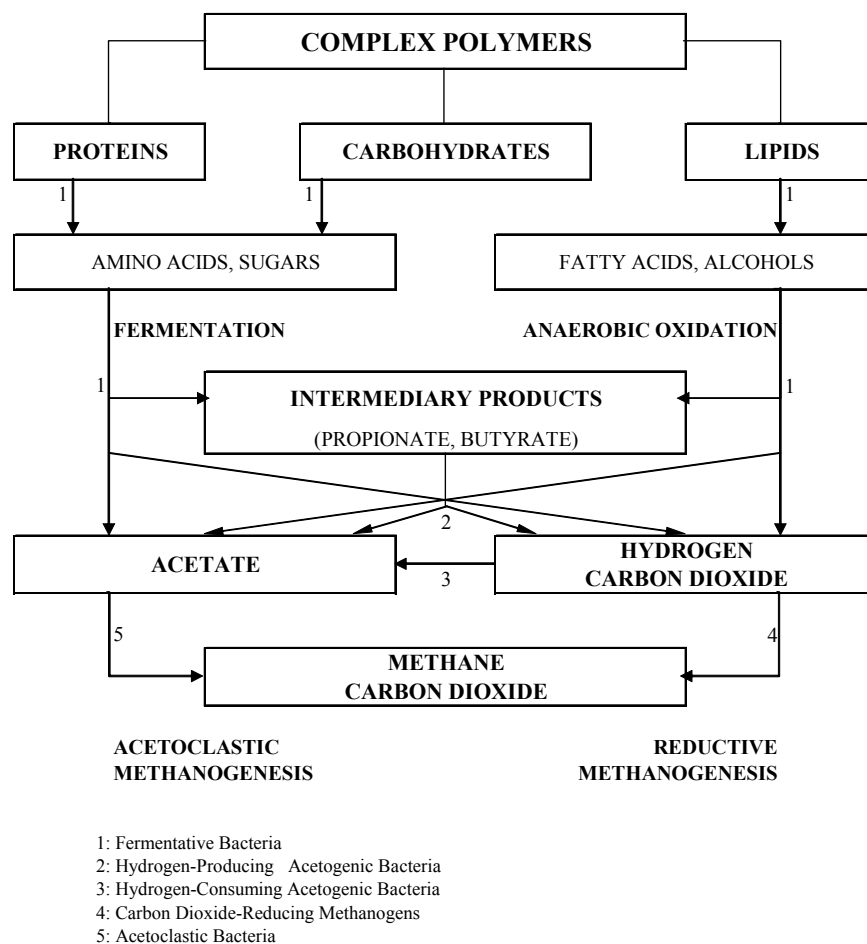 COMPLEX POLYMERS
PROTEINS
CARBOHYDRATES
LIPIDS
1
1
1
AMINO ACIDS, SUGARS
FATTY ACIDS, ALCOHOLS
FERMENTATION
ANAEROBIC OXIDATION
1
INTERMEDIARY PRODUCTS
(PROPIONATE, BUTYRATE)
1
2
ACETATE
HYDROGEN
CARBON DIOXIDE
3
5
4
METHANE
CARBON DIOXIDE
ACETOCLASTIC
METHANOGENESIS
REDUCTIVE
METHANOGENESIS
1: Fermentative Bacteria
2: Hydrogen-Producing Acetogenic Bacteria
3: Hydrogen-Consuming Acetogenic Bacteria
4: Carbon Dioxide-Reducing Methanogens
5: Acetoclastic Bacteria